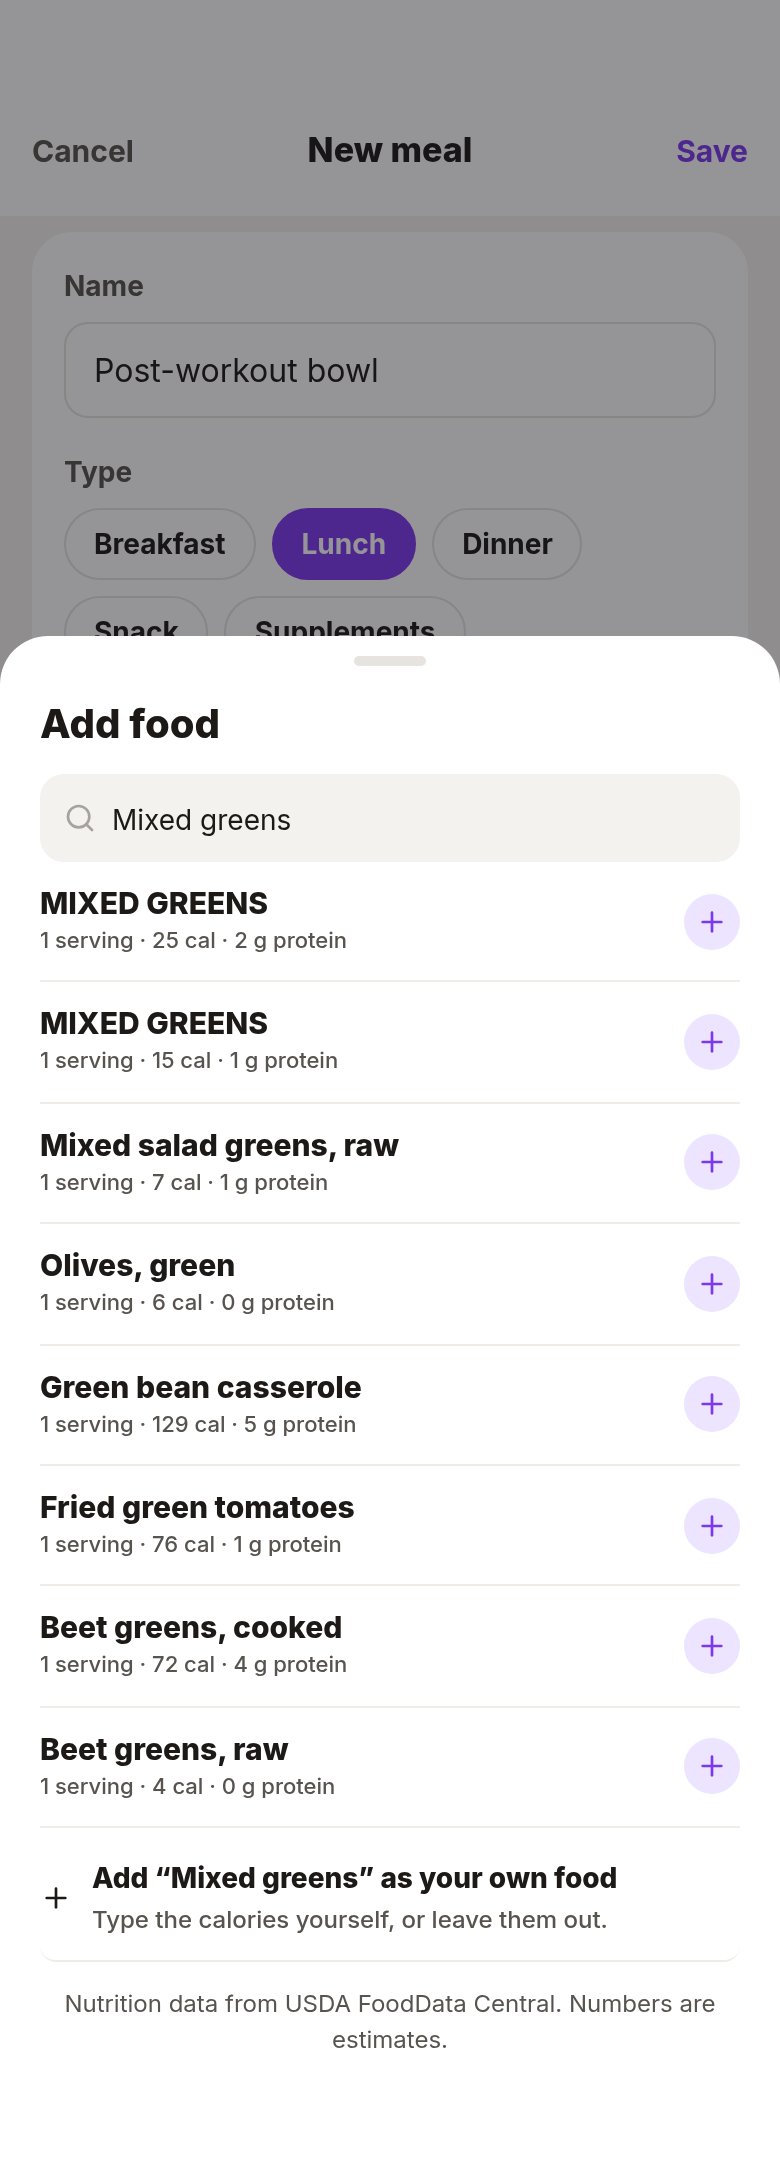 Cancel
New meal
Save
Name
Post-workout bowl
Type
Breakfast
Lunch
Dinner
Snack
Supplements
Add food
Mixed greens
MIXED GREENS
1 serving · 25 cal · 2 g protein
MIXED GREENS
1 serving · 15 cal · 1 g protein
Mixed salad greens, raw
1 serving · 7 cal · 1 g protein
Olives, green
1 serving · 6 cal · 0 g protein
Green bean casserole
1 serving · 129 cal · 5 g protein
Fried green tomatoes
1 serving · 76 cal · 1 g protein
Beet greens, cooked
1 serving · 72 cal · 4 g protein
Beet greens, raw
1 serving · 4 cal · 0 g protein
Add “Mixed greens” as your own food
Type the calories yourself, or leave them out.
Nutrition data from USDA FoodData Central. Numbers are
estimates.